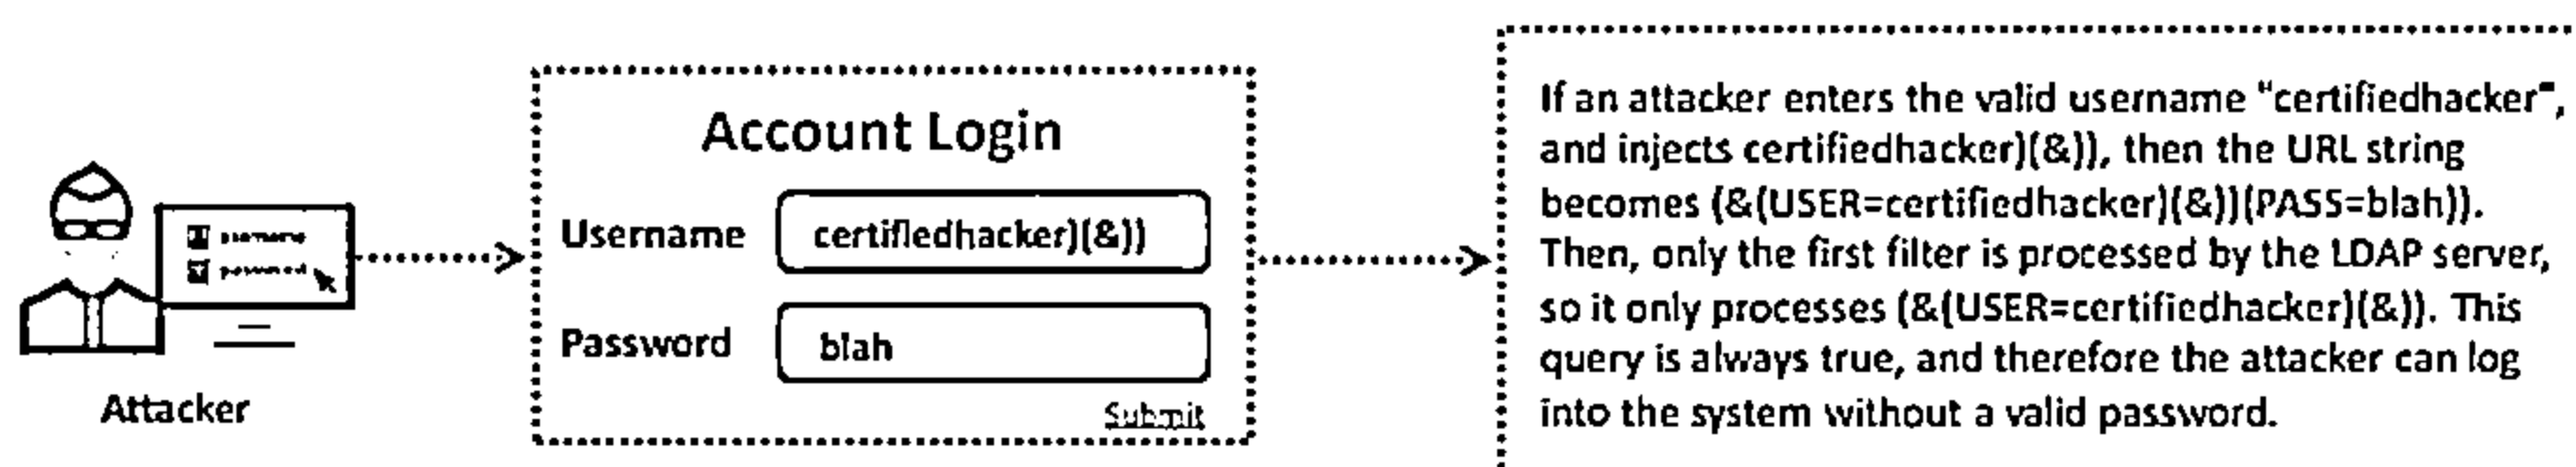 Account Login
Username
certifiedhacker)(&))
Password
blah
Submit
username
password
Attacker
If an attacker enters the valid username "certifiedhacker",
and injects certifiedhacker)(&)), then the URL string
becomes (&(USER=certifiedhacker)(&))(PASS=blah)).
Then, only the first filter is processed by the LDAP server,
so it only processes (&(USER=certifiedhacker)(&)). This
query is always true, and therefore the attacker can log
into the system without a valid password.